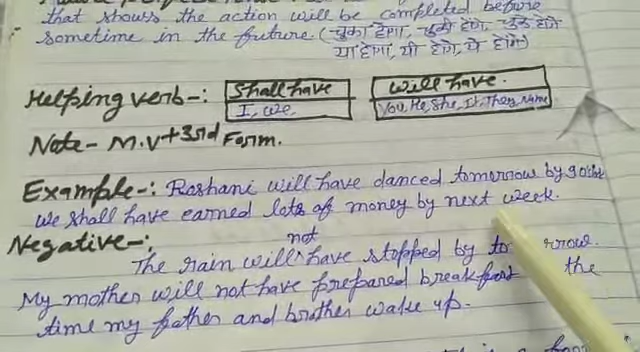 that shows the action will be completed before
sometime in the future (चुका होगा, चुकी होगी, चुके होंगे
या होगा, यी होगी, ये होंगे)
Helping verb-: Shall have Will have.
I, we, You, He, She, It, They, Name
Note- M.V+3rd Form.
Example-: Roshani will have danced tomorrow by
we shall have earned lots of money by next week.
Negative-:
not
The rain will ^ have stopped by
My mother will not have prepared breakfast the
time my father and brother wake up.